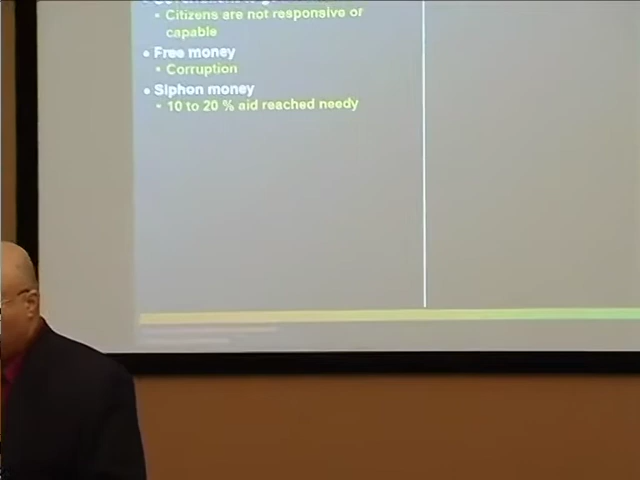 • Citizens are not responsive or
capable
• Free money
• Corruption
• Siphon money
• 10 to 20 % aid reached needy